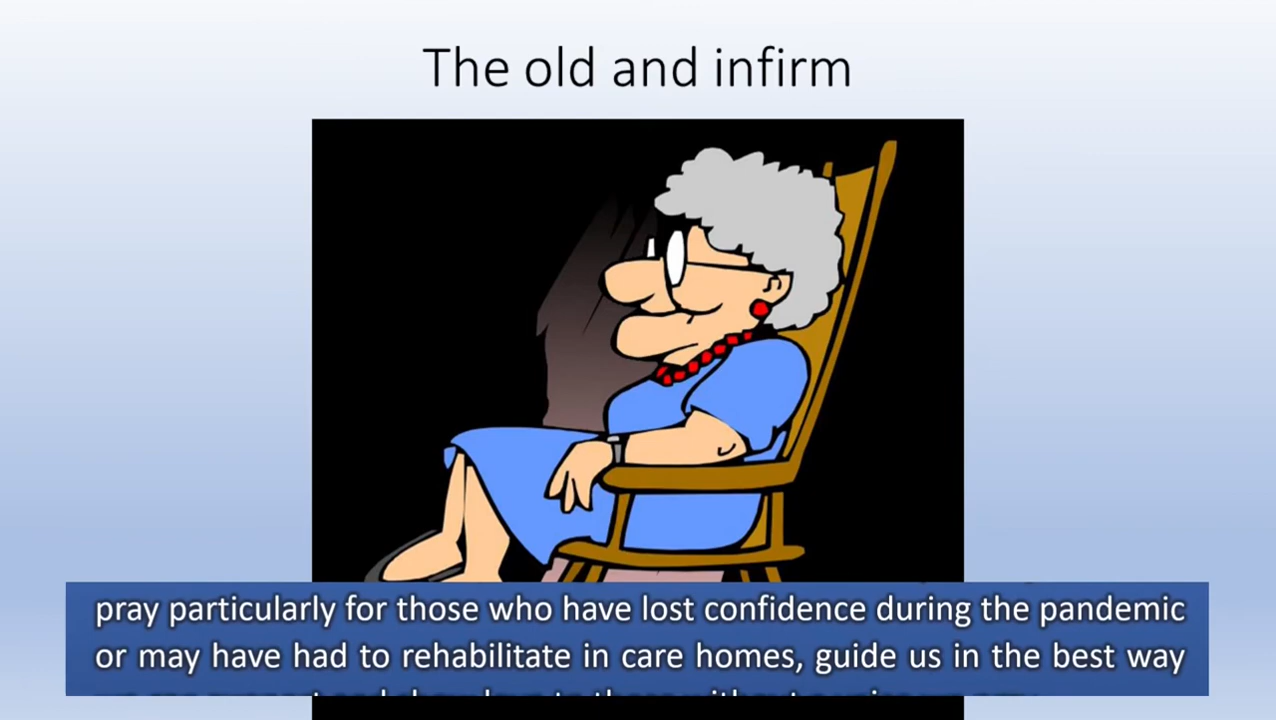 The old and infirm
pray particularly for those who have lost confidence during the pandemic
or may have had to rehabilitate in care homes, guide us in the best way